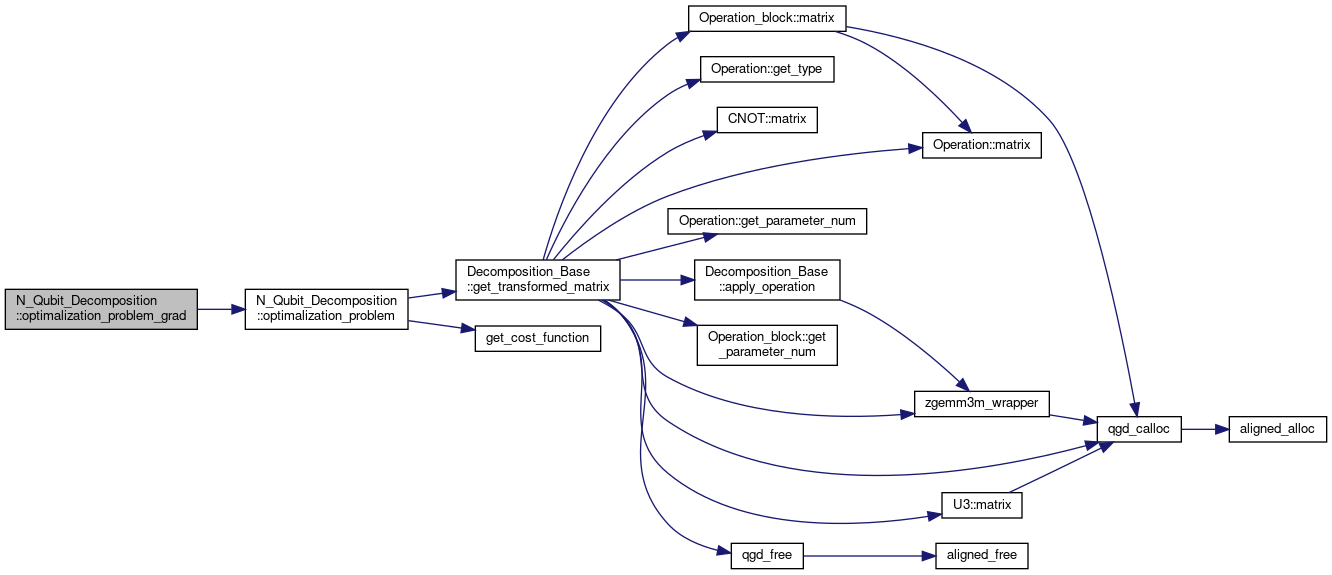 N_Qubit_Decomposition
::optimalization_problem_grad
N_Qubit_Decomposition
::optimalization_problem
Decomposition_Base
::get_transformed_matrix
get_cost_function
Operation_block::matrix
Operation::get_type
CNOT::matrix
Operation::matrix
Operation::get_parameter_num
Decomposition_Base
::apply_operation
Operation_block::get
_parameter_num
zgemm3m_wrapper
qgd_calloc
aligned_alloc
U3::matrix
qgd_free
aligned_free